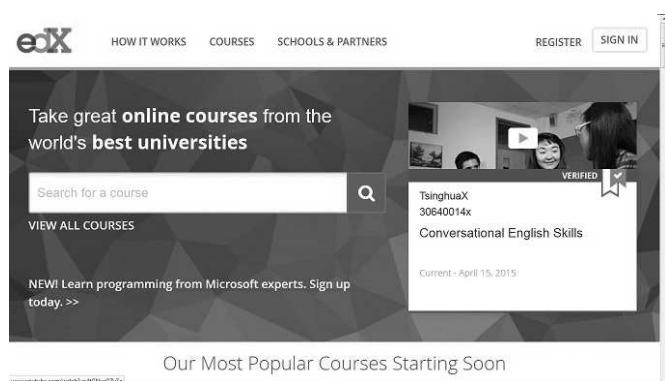 edX
HOW IT WORKS COURSES SCHOOLS & PARTNERS REGISTER SIGN IN
Take great online courses from the
world's best universities
Search for a course
VIEW ALL COURSES
NEW! Learn programming from Microsoft experts. Sign up
today. >>
VERIFIED
TsinghuaX
30640014x
Conversational English Skills
Current - April 15, 2015
Our Most Popular Courses Starting Soon